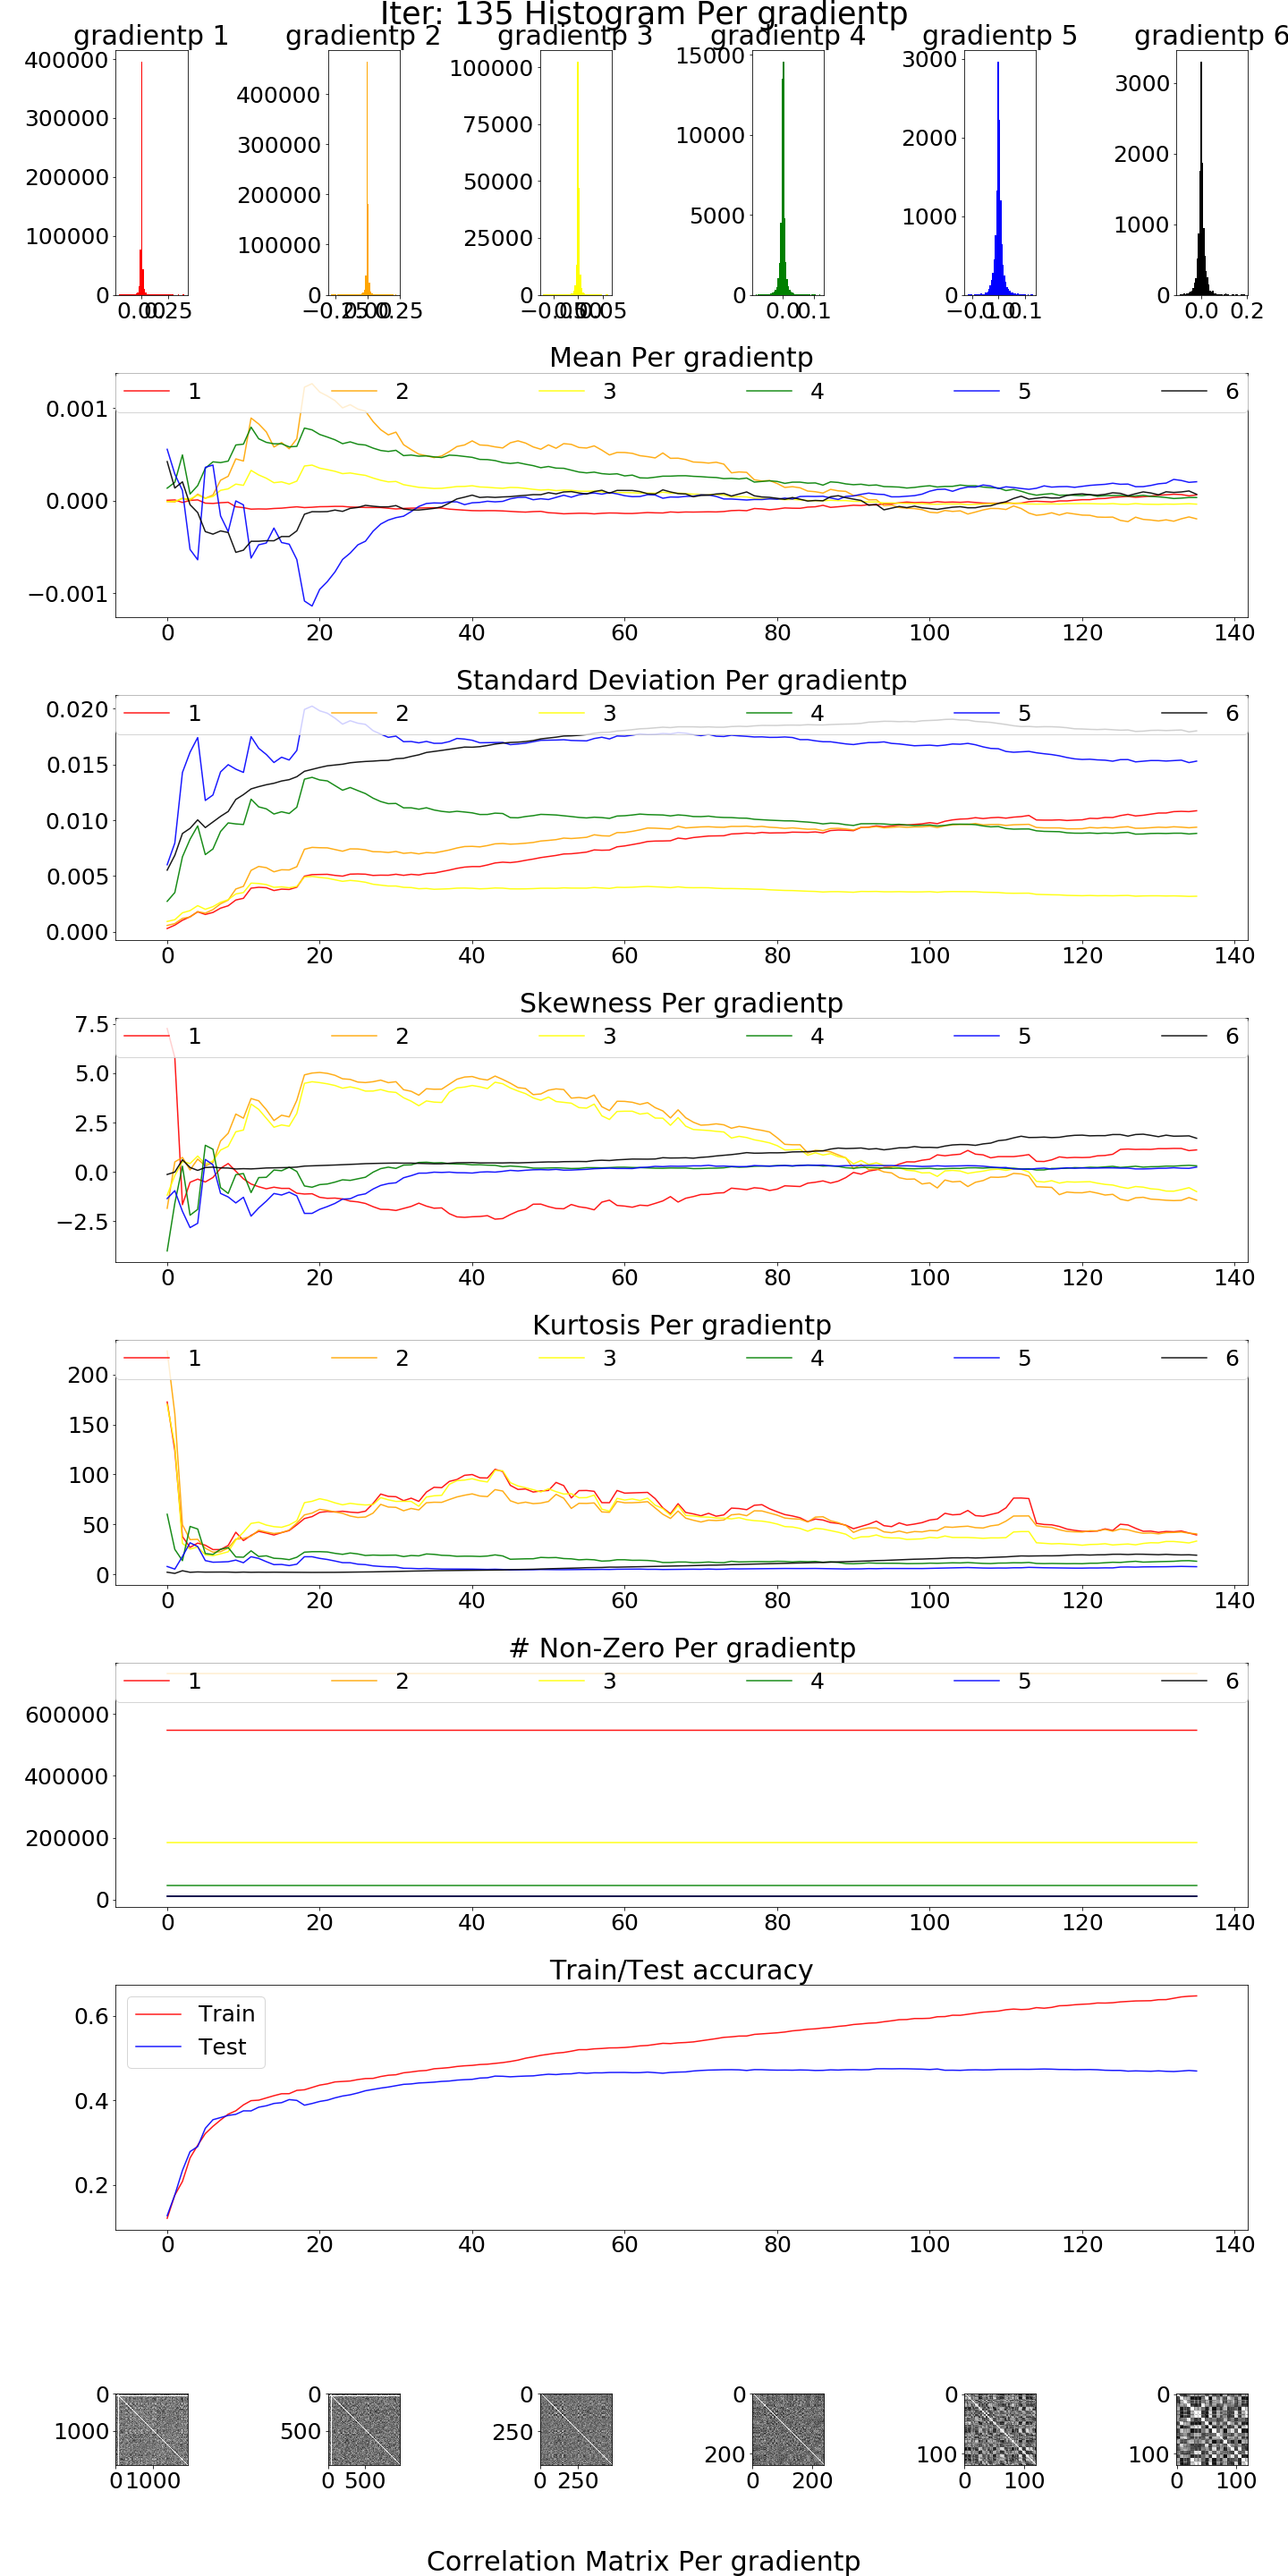 Iter: 135 Histogram Per gradientp
gradientp 1 gradientp 2 gradientp 3 gradientp 4 gradientp 5 gradientp 6
400000 300000 200000 100000 0
0.00 0.25
400000 300000 200000 100000 0
−0.25 0.00 0.25
100000 75000 50000 25000 0
−0.05 0.00 0.05
15000 10000 5000 0
0.0 0.1
3000 2000 1000 0
−0.1 0.0 0.1
3000 2000 1000 0
0.0 0.2
Mean Per gradientp
1 2 3 4 5 6
0.001
0.000
−0.001
0 20 40 60 80 100 120 140
Standard Deviation Per gradientp
1 2 3 4 5 6
0.020
0.015
0.010
0.005
0.000
0 20 40 60 80 100 120 140
Skewness Per gradientp
1 2 3 4 5 6
7.5
5.0
2.5
0.0
−2.5
0 20 40 60 80 100 120 140
Kurtosis Per gradientp
1 2 3 4 5 6
200
150
100
50
0
0 20 40 60 80 100 120 140
# Non-Zero Per gradientp
1 2 3 4 5 6
600000
400000
200000
0
0 20 40 60 80 100 120 140
Train/Test accuracy
Train
Test
0.6
0.4
0.2
0 20 40 60 80 100 120 140
0 1000
0 1000
0 500
0 500
0 250
0 250
0 200
0 200
0 100
0 100
0 100
0 100
Correlation Matrix Per gradientp